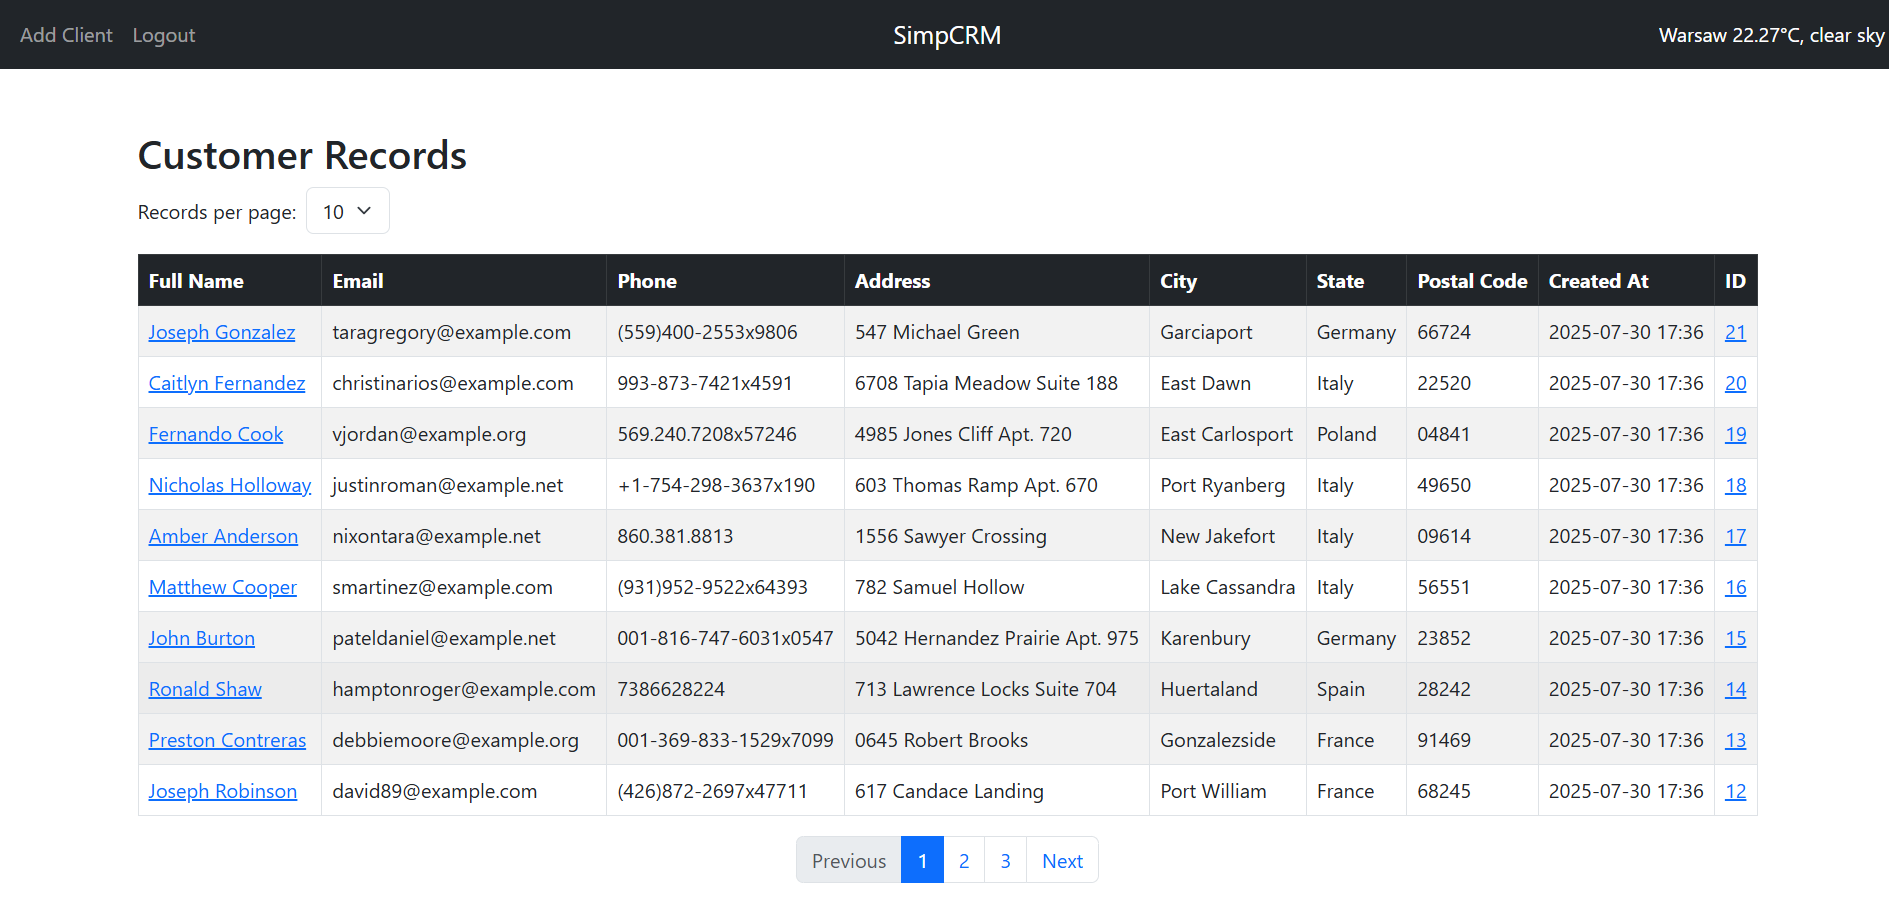 Add Client Logout SimpCRM Warsaw 22.27°C, clear sky
Customer Records
Records per page: 10
Full Name Email Phone Address City State Postal Code Created At ID
Joseph Gonzalez taragregory@example.com (559)400-2553x9806 547 Michael Green Garciaport Germany 66724 2025-07-30 17:36 21
Caitlyn Fernandez christinarios@example.com 993-873-7421x4591 6708 Tapia Meadow Suite 188 East Dawn Italy 22520 2025-07-30 17:36 20
Fernando Cook vjordan@example.org 569.240.7208x57246 4985 Jones Cliff Apt. 720 East Carlosport Poland 04841 2025-07-30 17:36 19
Nicholas Holloway justinroman@example.net +1-754-298-3637x190 603 Thomas Ramp Apt. 670 Port Ryanberg Italy 49650 2025-07-30 17:36 18
Amber Anderson nixontara@example.net 860.381.8813 1556 Sawyer Crossing New Jakefort Italy 09614 2025-07-30 17:36 17
Matthew Cooper smartinez@example.com (931)952-9522x64393 782 Samuel Hollow Lake Cassandra Italy 56551 2025-07-30 17:36 16
John Burton pateldaniel@example.net 001-816-747-6031x0547 5042 Hernandez Prairie Apt. 975 Karenbury Germany 23852 2025-07-30 17:36 15
Ronald Shaw hamptonroger@example.com 7386628224 713 Lawrence Locks Suite 704 Huertaland Spain 28242 2025-07-30 17:36 14
Preston Contreras debbiemoore@example.org 001-369-833-1529x7099 0645 Robert Brooks Gonzalezside France 91469 2025-07-30 17:36 13
Joseph Robinson david89@example.com (426)872-2697x47711 617 Candace Landing Port William France 68245 2025-07-30 17:36 12
Previous 1 2 3 Next